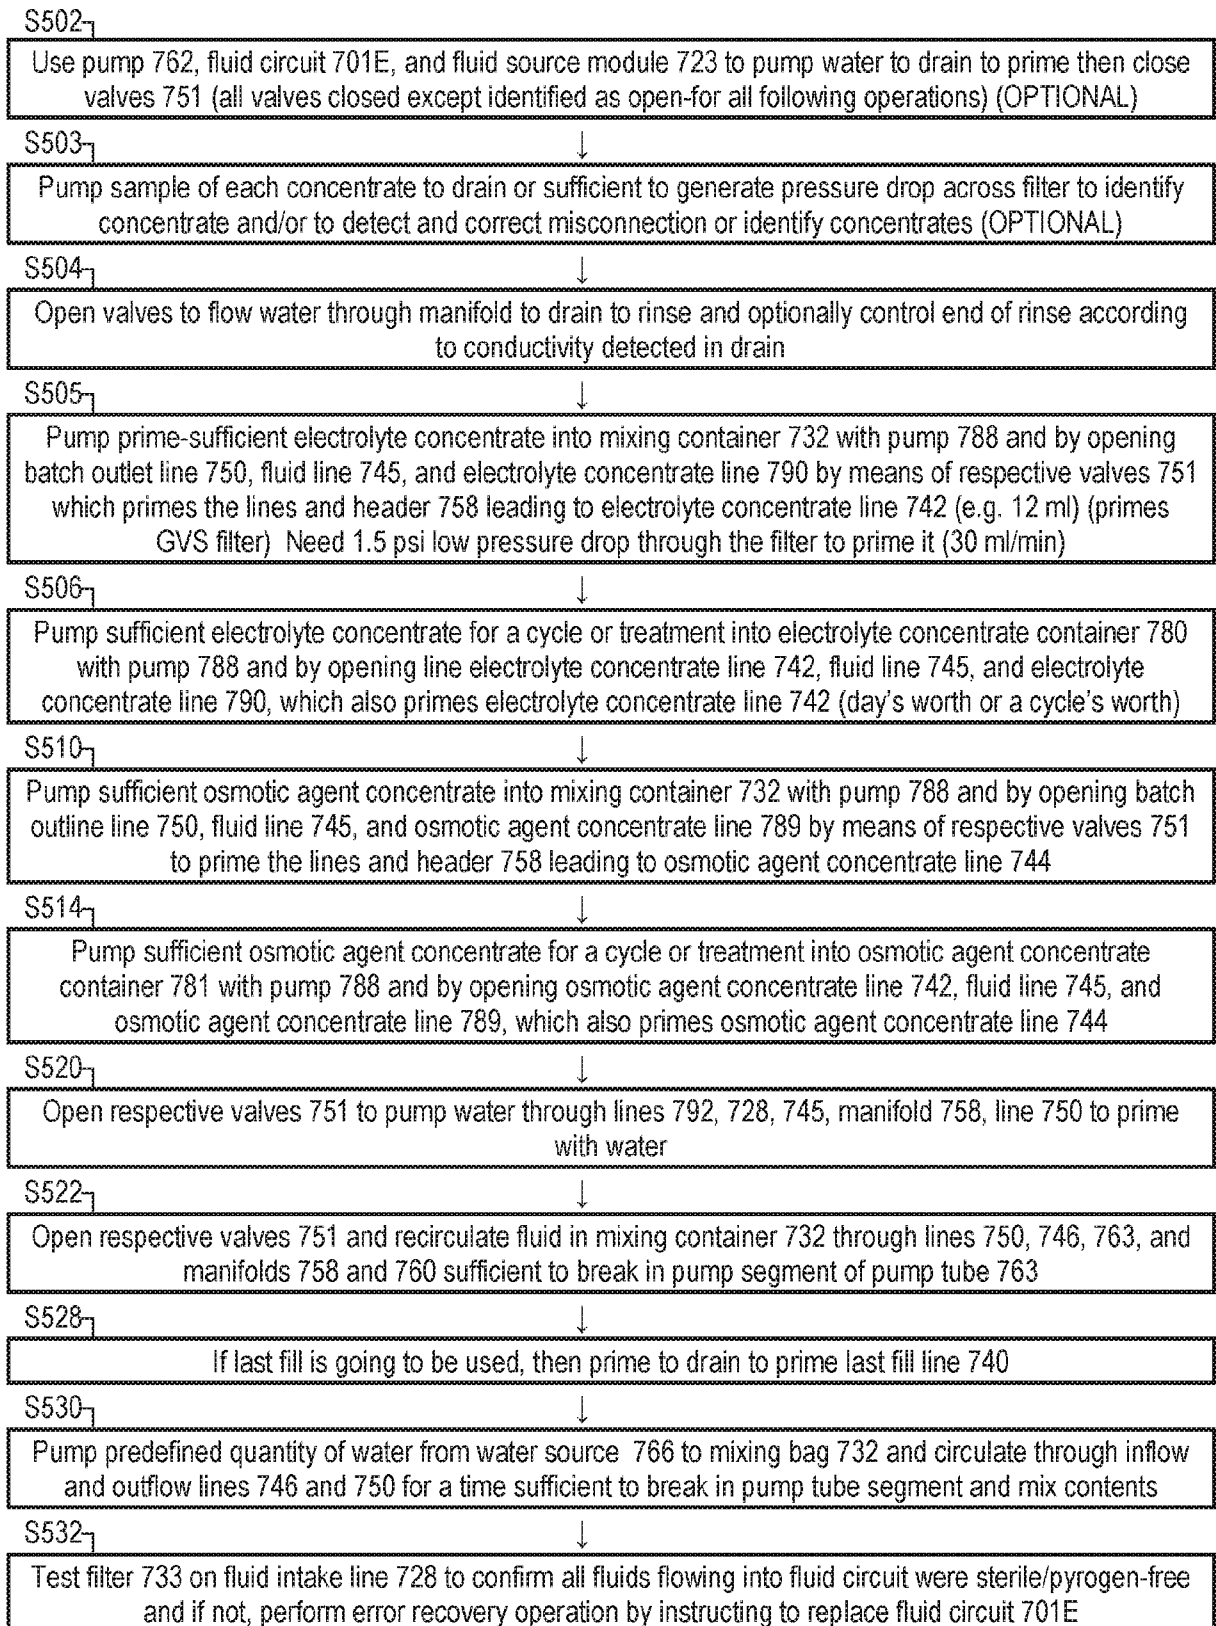 S502
Use pump 762, fluid circuit 701E, and fluid source module 723 to pump water to drain to prime then close
valves 751 (all valves closed except identified as open-for all following operations) (OPTIONAL)
S503
Pump sample of each concentrate to drain or sufficient to generate pressure drop across filter to identify
concentrate and/or to detect and correct misconnection or identify concentrates (OPTIONAL)
S504
Open valves to flow water through manifold to drain to rinse and optionally control end of rinse according
to conductivity detected in drain
S505
Pump prime-sufficient electrolyte concentrate into mixing container 732 with pump 788 and by opening
batch outlet line 750, fluid line 745, and electrolyte concentrate line 790 by means of respective valves 751
which primes the lines and header 758 leading to electrolyte concentrate line 742 (e.g. 12 ml) (primes
GVS filter) Need 1.5 psi low pressure drop through the filter to prime it (30 ml/min)
S506
Pump sufficient electrolyte concentrate for a cycle or treatment into electrolyte concentrate container 780
with pump 788 and by opening line electrolyte concentrate line 742, fluid line 745, and electrolyte
concentrate line 790, which also primes electrolyte concentrate line 742 (day's worth or a cycle's worth)
S510
Pump sufficient osmotic agent concentrate into mixing container 732 with pump 788 and by opening batch
outline line 750, fluid line 745, and osmotic agent concentrate line 789 by means of respective valves 751
to prime the lines and header 758 leading to osmotic agent concentrate line 744
S514
Pump sufficient osmotic agent concentrate for a cycle or treatment into osmotic agent concentrate
container 781 with pump 788 and by opening osmotic agent concentrate line 742, fluid line 745, and
osmotic agent concentrate line 789, which also primes osmotic agent concentrate line 744
S520
Open respective valves 751 to pump water through lines 792, 728, 745, manifold 758, line 750 to prime
with water
S522
Open respective valves 751 and recirculate fluid in mixing container 732 through lines 750, 746, 763, and
manifolds 758 and 760 sufficient to break in pump segment of pump tube 763
S528
If last fill is going to be used, then prime to drain to prime last fill line 740
S530
Pump predefined quantity of water from water source 766 to mixing bag 732 and circulate through inflow
and outflow lines 746 and 750 for a time sufficient to break in pump tube segment and mix contents
S532
Test filter 733 on fluid intake line 728 to confirm all fluids flowing into fluid circuit were sterile/pyrogen-free
and if not, perform error recovery operation by instructing to replace fluid circuit 701E